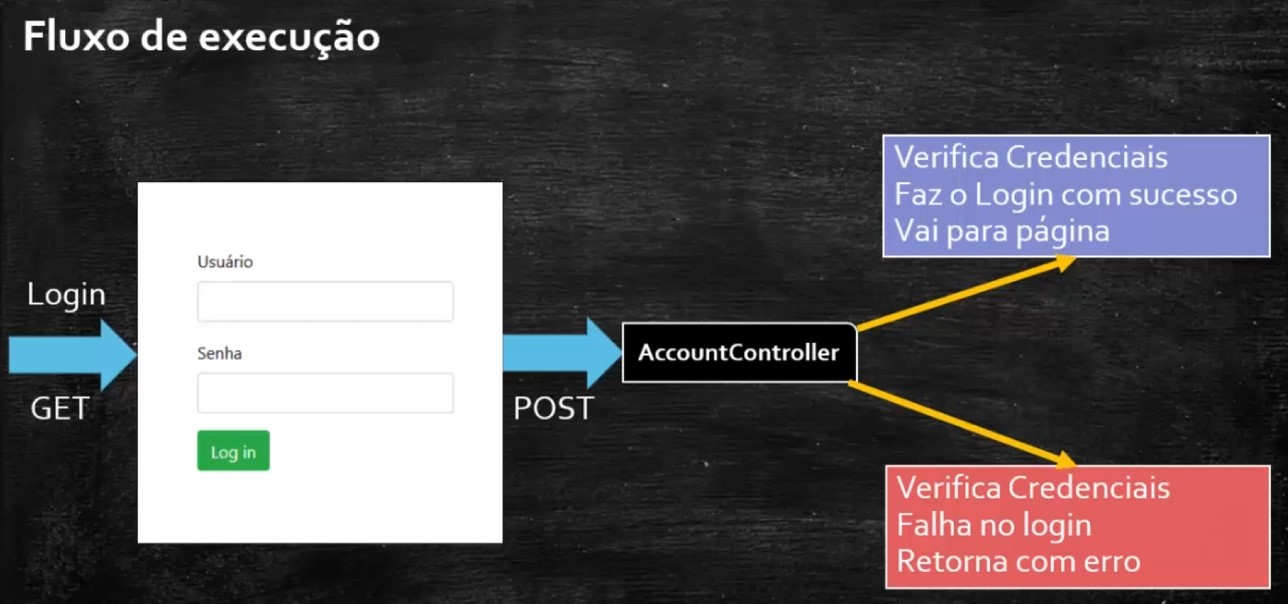 Fluxo de execução
Login
GET
Usuário
Senha
Log in
POST
AccountController
Verifica Credenciais
Faz o Login com sucesso
Vai para página
Verifica Credenciais
Falha no login
Retorna com erro